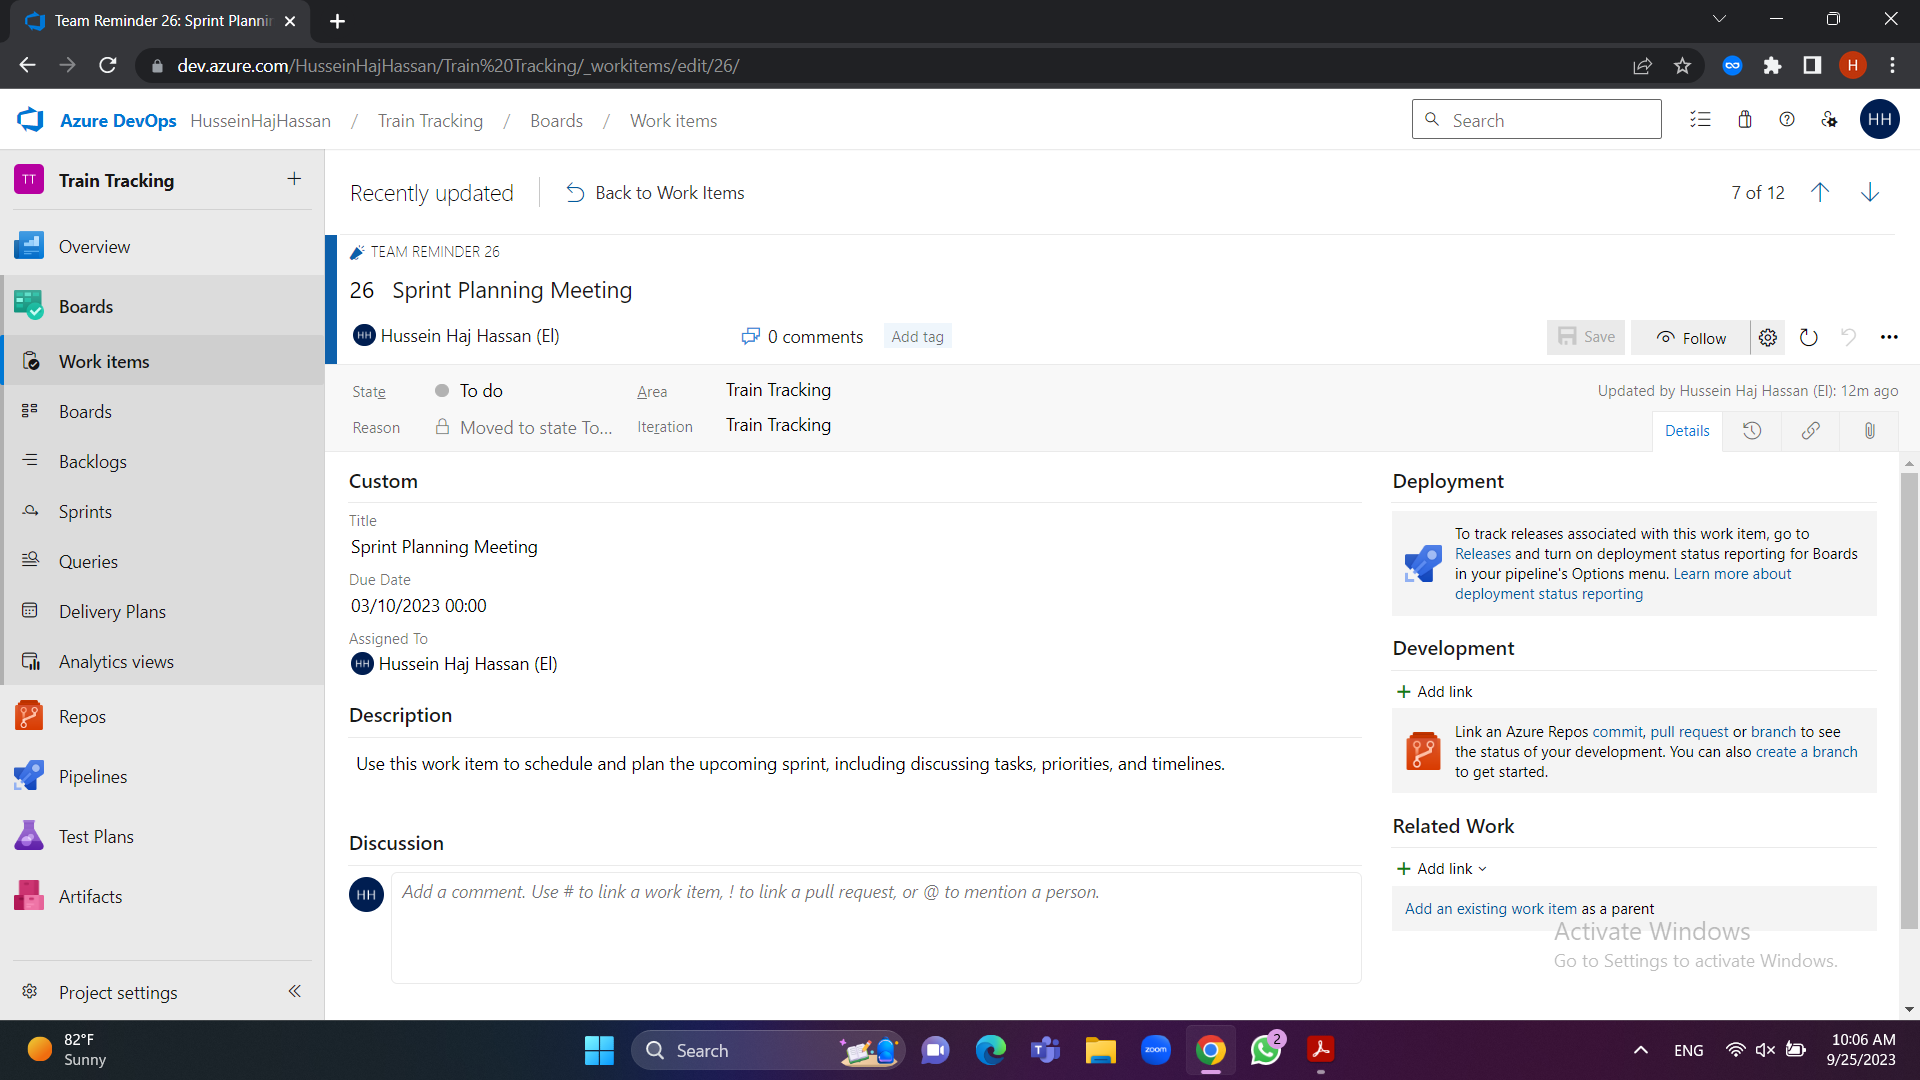 Team Reminder 26: Sprint Plannin
dev.azure.com/HusseinHajHassan/Train%20Tracking/_workitems/edit/26/
H
Azure DevOps HusseinHajHassan / Train Tracking / Boards / Work items
Search
HH
TT Train Tracking
Overview
Boards
Work items
Boards
Backlogs
Sprints
Queries
Delivery Plans
Analytics views
Repos
Pipelines
Test Plans
Artifacts
Project settings
Recently updated
Back to Work Items
7 of 12
TEAM REMINDER 26
26 Sprint Planning Meeting
HH Hussein Haj Hassan (El)
0 comments
Add tag
Save
Follow
State To do
Area Train Tracking
Reason Moved to state To...
Iteration Train Tracking
Updated by Hussein Haj Hassan (El): 12m ago
Details
Custom
Title
Sprint Planning Meeting
Due Date
03/10/2023 00:00
Assigned To
HH Hussein Haj Hassan (El)
Description
Use this work item to schedule and plan the upcoming sprint, including discussing tasks, priorities, and timelines.
Discussion
HH
Add a comment. Use # to link a work item, ! to link a pull request, or @ to mention a person.
Deployment
To track releases associated with this work item, go to
Releases and turn on deployment status reporting for Boards
in your pipeline's Options menu. Learn more about
deployment status reporting
Development
+ Add link
Link an Azure Repos commit, pull request or branch to see
the status of your development. You can also create a branch
to get started.
Related Work
+ Add link
Add an existing work item as a parent
Activate Windows
Go to Settings to activate Windows.
82°F
Sunny
Search
zoom
2
ENG
10:06 AM
9/25/2023